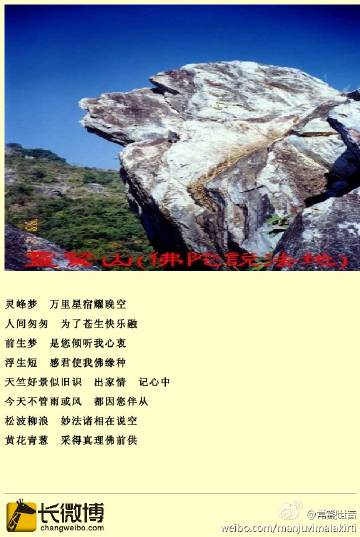 靈鷲山(佛陀說法地)
灵峰梦　万里星宿耀晚空
人间匆匆　为了苍生快乐融
前生梦　是您倾听我心衷
浮生短　感君使我佛缘种
天竺好景似旧识　出家情　记心中
今天不管雨或风　都因您伴从
松波柳浪　妙法诸相在说空
黄花青葱　采得真理佛前供
长微博
changweibo.com
weibo.com/manjuvimalakirti